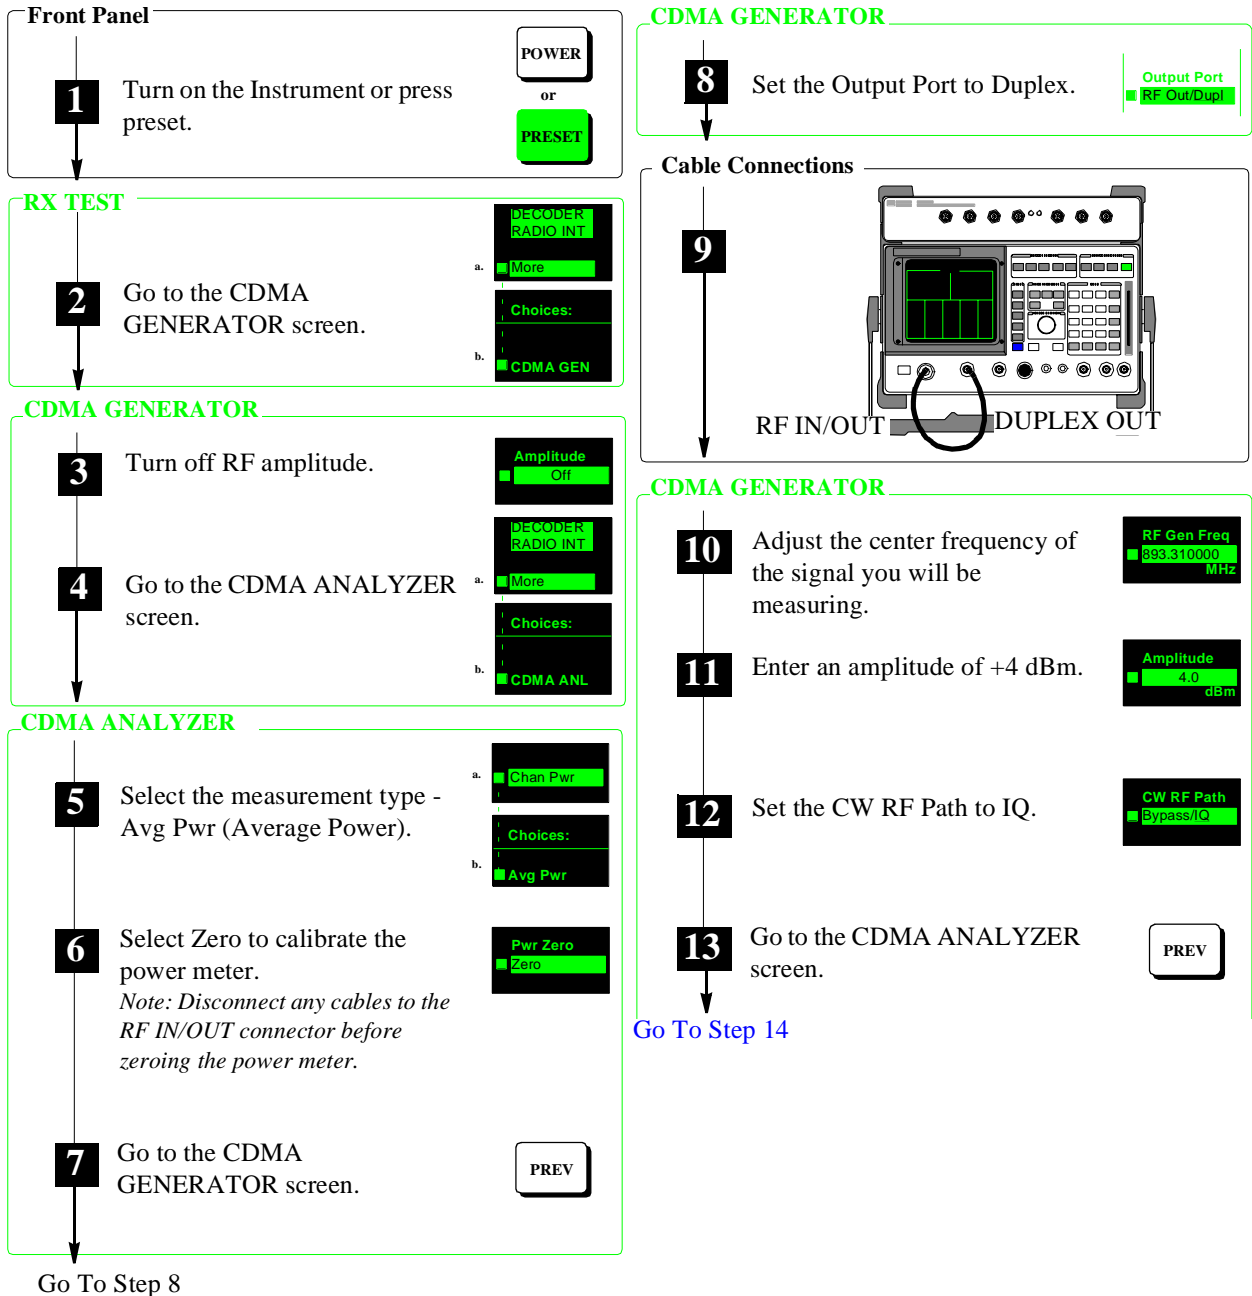 Front Panel
1
Turn on the Instrument or press
preset.
POWER
or
PRESET
RX TEST
2
Go to the CDMA
GENERATOR screen.
DECODER
RADIO INT
a.
More
Choices:
b.
CDMA GEN
CDMA GENERATOR
3
Turn off RF amplitude.
Amplitude
Off
4
Go to the CDMA ANALYZER
screen.
DECODER
RADIO INT
a.
More
Choices:
b.
CDMA ANL
CDMA ANALYZER
5
Select the measurement type -
Avg Pwr (Average Power).
a.
Chan Pwr
Choices:
b.
Avg Pwr
6
Select Zero to calibrate the
power meter.
Note: Disconnect any cables to the
RF IN/OUT connector before
zeroing the power meter.
Pwr Zero
Zero
7
Go to the CDMA
GENERATOR screen.
PREV
Go To Step 8
CDMA GENERATOR
8
Set the Output Port to Duplex.
Output Port
RF Out/Dupl
Cable Connections
9
RF IN/OUT
DUPLEX OUT
CDMA GENERATOR
10
Adjust the center frequency of
the signal you will be
measuring.
RF Gen Freq
893.310000
MHz
11
Enter an amplitude of +4 dBm.
Amplitude
4.0
dBm
12
Set the CW RF Path to IQ.
CW RF Path
Bypass/IQ
13
Go to the CDMA ANALYZER
screen.
PREV
Go To Step 14